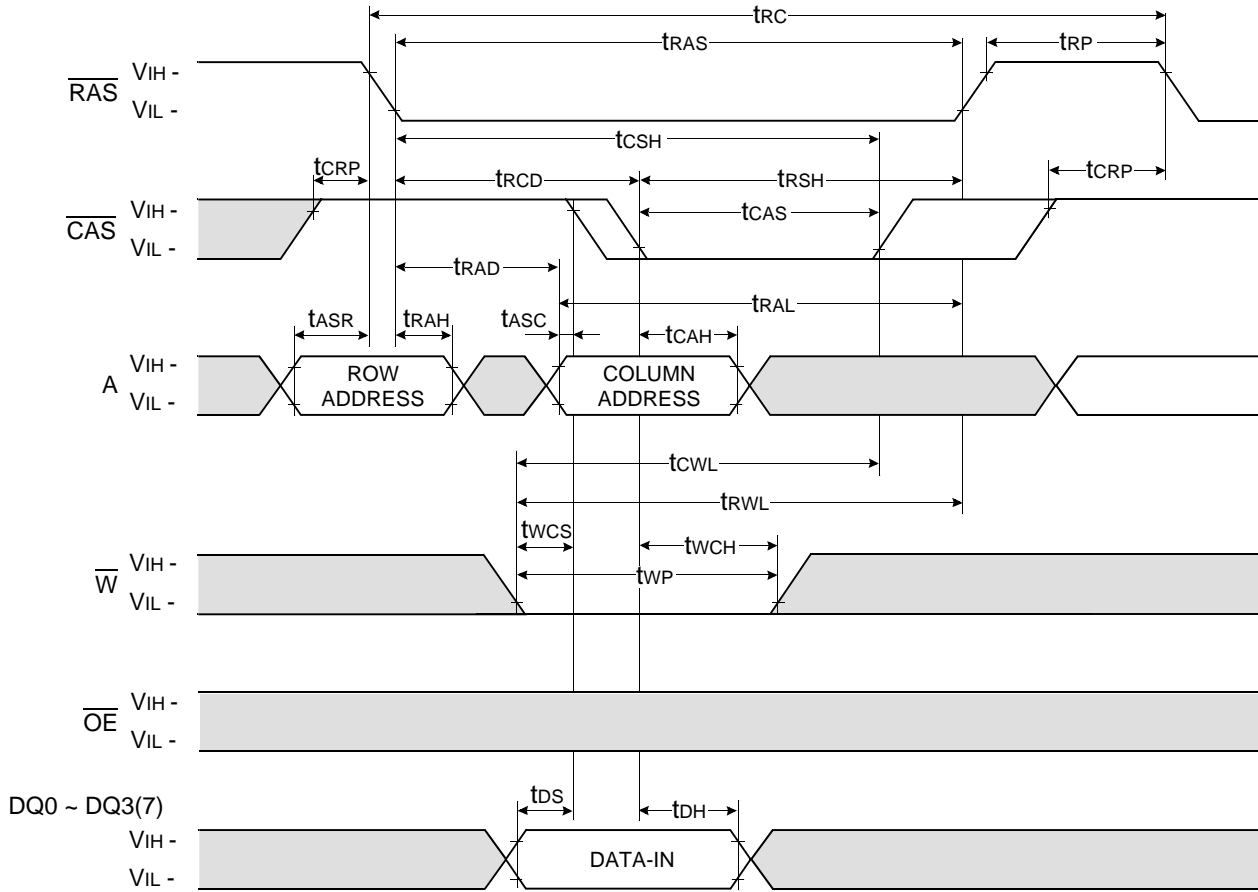 tRC
tRAS
tRP
RAS
VIH -
VIL -
tCSH
tCRP
tRCD
tRSH
tCRP
CAS
VIH -
VIL -
tCAS
tRAD
tRAL
tASR
tRAH
tASC
tCAH
A
VIH -
VIL -
ROW
ADDRESS
COLUMN
ADDRESS
tCWL
tRWL
tWCS
tWCH
W
VIH -
VIL -
tWP
OE
VIH -
VIL -
DQ0 ~ DQ3(7)
tDS
tDH
VIH -
VIL -
DATA-IN